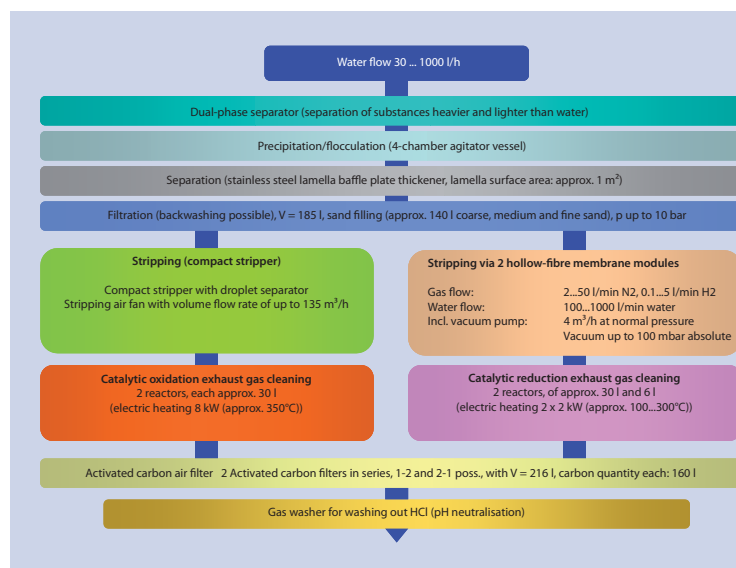 Water flow 30 ... 1000 l/h
Dual-phase separator (separation of substances heavier and lighter than water)
Precipitation/flocculation (4-chamber agitator vessel)
Separation (stainless steel lamella baffle plate thickener, lamella surface area: approx. 1 m²)
Filtration (backwashing possible), V = 185 l, sand filling (approx. 140 l coarse, medium and fine sand), p up to 10 bar
Stripping (compact stripper)
Compact stripper with droplet separator
Stripping air fan with volume flow rate of up to 135 m³/h
Stripping via 2 hollow-fibre membrane modules
Gas flow: 2...50 l/min N2, 0.1...5 l/min H2
Water flow: 100...1000 l/min water
Incl. vacuum pump: 4 m³/h at normal pressure
Vacuum up to 100 mbar absolute
Catalytic oxidation exhaust gas cleaning
2 reactors, each approx. 30 l
(electric heating 8 kW (approx. 350°C))
Catalytic reduction exhaust gas cleaning
2 reactors, of approx. 30 l and 6 l
(electric heating 2 x 2 kW (approx. 100...300°C))
Activated carbon air filter 2 Activated carbon filters in series, 1-2 and 2-1 poss., with V = 216 l, carbon quantity each: 160 l
Gas washer for washing out HCl (pH neutralisation)